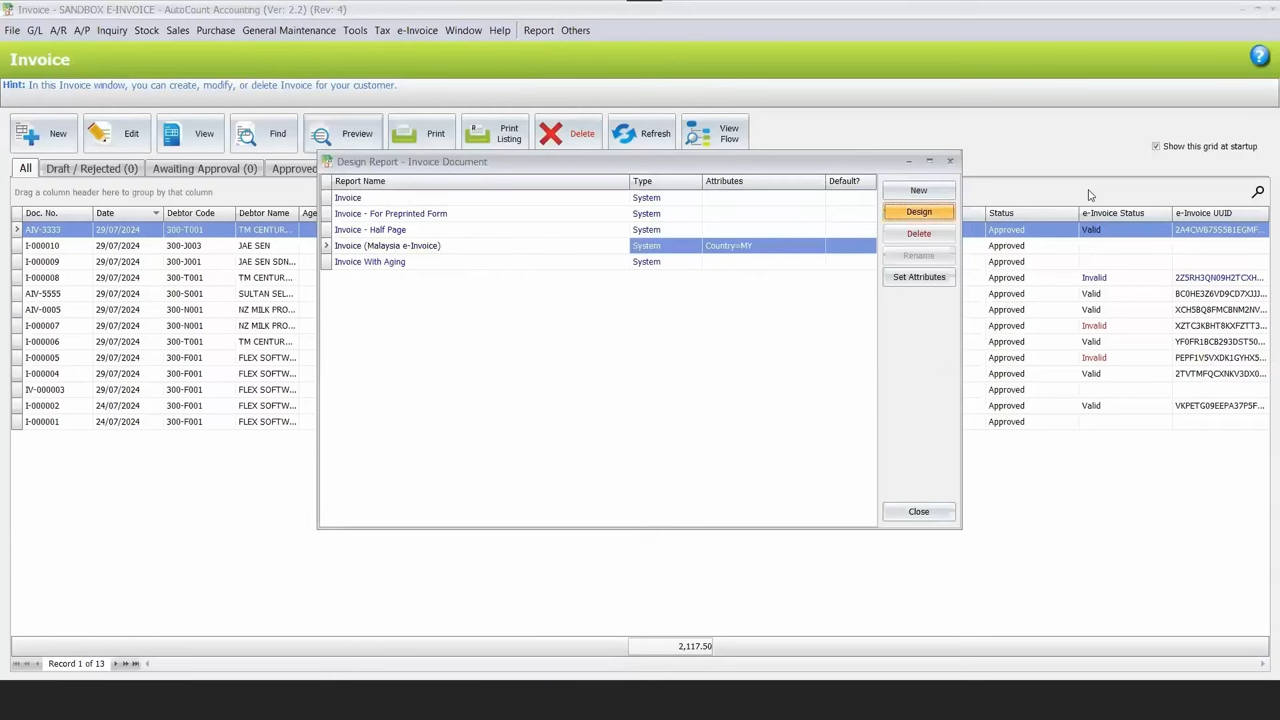 Invoice - SANDBOX E-INVOICE - AutoCount Accounting (Ver: 2.2) (Rev: 4)
File G/L A/R A/P Inquiry Stock Sales Purchase General Maintenance Tools Tax e-Invoice Window Help Report Others
Invoice
Hint: In this Invoice window, you can create, modify, or delete Invoice for your customer.
New Edit View Find Preview Print Print Listing Delete Refresh View Flow
Show this grid at startup
All Draft / Rejected (0) Awaiting Approval (0) Approved
Drag a column header here to group by that column
Doc. No. Date Debtor Code Debtor Name Age Status e-Invoice Status e-Invoice UUID
AIV-3333 29/07/2024 300-T001 TM CENTUR... Approved Valid 2A4CWB75S5B1EGMF...
I-000010 29/07/2024 300-J003 JAE SEN Approved
I-000009 29/07/2024 300-J001 JAE SEN SDN... Approved
I-000008 29/07/2024 300-T001 TM CENTUR... Approved Invalid 2Z5RH3QN09H2TCXH...
AIV-5555 29/07/2024 300-S001 SULTAN SEL... Approved Valid BC0HE3Z6VD9CD7XJJJ...
AIV-0005 29/07/2024 300-N001 NZ MILK PRO... Approved Valid XCH5BQ8FMCBNM2NV...
I-000007 29/07/2024 300-N001 NZ MILK PRO... Approved Invalid XZTC3KBHT8KXFZTT3...
I-000006 29/07/2024 300-T001 TM CENTUR... Approved Valid YF0FR1BCB293DST50...
I-000005 29/07/2024 300-F001 FLEX SOFTW... Approved Invalid PEPF1V5VXDK1GYHX5...
I-000004 29/07/2024 300-F001 FLEX SOFTW... Approved Valid 2TVTMFQCXNKV3DX0...
IV-000003 29/07/2024 300-F001 FLEX SOFTW... Approved
I-000002 24/07/2024 300-F001 FLEX SOFTW... Approved Valid VKPETG09EEPA37P5F...
I-000001 24/07/2024 300-F001 FLEX SOFTW... Approved
Design Report - Invoice Document
Report Name Type Attributes Default?
Invoice System
Invoice - For Preprinted Form System
Invoice - Half Page System
Invoice (Malaysia e-Invoice) System Country=MY
Invoice With Aging System
New
Design
Delete
Rename
Set Attributes
Close
2,117.50
Record 1 of 13